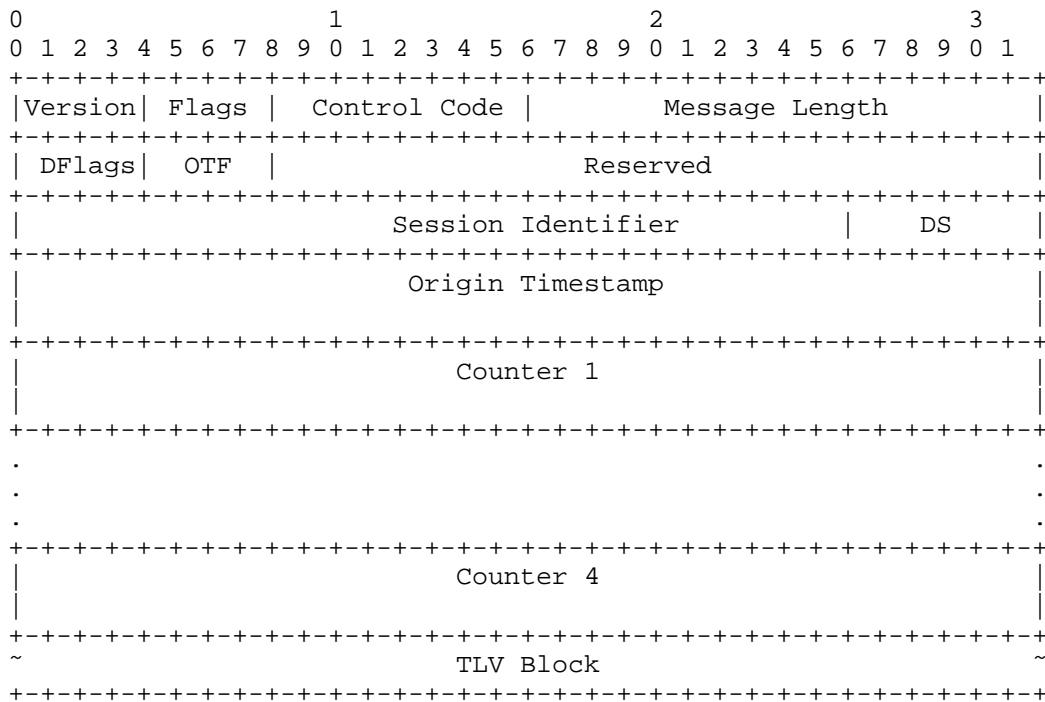 0                   1                   2                   3
0 1 2 3 4 5 6 7 8 9 0 1 2 3 4 5 6 7 8 9 0 1 2 3 4 5 6 7 8 9 0 1
+-+-+-+-+-+-+-+-+-+-+-+-+-+-+-+-+-+-+-+-+-+-+-+-+-+-+-+-+-+-+-+-+
|Version| Flags |  Control Code |        Message Length         |
+-+-+-+-+-+-+-+-+-+-+-+-+-+-+-+-+-+-+-+-+-+-+-+-+-+-+-+-+-+-+-+-+
| DFlags|  OTF  |                   Reserved                    |
+-+-+-+-+-+-+-+-+-+-+-+-+-+-+-+-+-+-+-+-+-+-+-+-+-+-+-+-+-+-+-+-+
|                       Session Identifier          |    DS     |
+-+-+-+-+-+-+-+-+-+-+-+-+-+-+-+-+-+-+-+-+-+-+-+-+-+-+-+-+-+-+-+-+
|                        Origin Timestamp                       |
|                                                               |
+-+-+-+-+-+-+-+-+-+-+-+-+-+-+-+-+-+-+-+-+-+-+-+-+-+-+-+-+-+-+-+-+
|                           Counter 1                           |
|                                                               |
+-+-+-+-+-+-+-+-+-+-+-+-+-+-+-+-+-+-+-+-+-+-+-+-+-+-+-+-+-+-+-+-+
.                                                               .
.                                                               .
.                                                               .
+-+-+-+-+-+-+-+-+-+-+-+-+-+-+-+-+-+-+-+-+-+-+-+-+-+-+-+-+-+-+-+-+
|                           Counter 4                           |
|                                                               |
+-+-+-+-+-+-+-+-+-+-+-+-+-+-+-+-+-+-+-+-+-+-+-+-+-+-+-+-+-+-+-+-+
~                           TLV Block                           ~
+-+-+-+-+-+-+-+-+-+-+-+-+-+-+-+-+-+-+-+-+-+-+-+-+-+-+-+-+-+-+-+-+